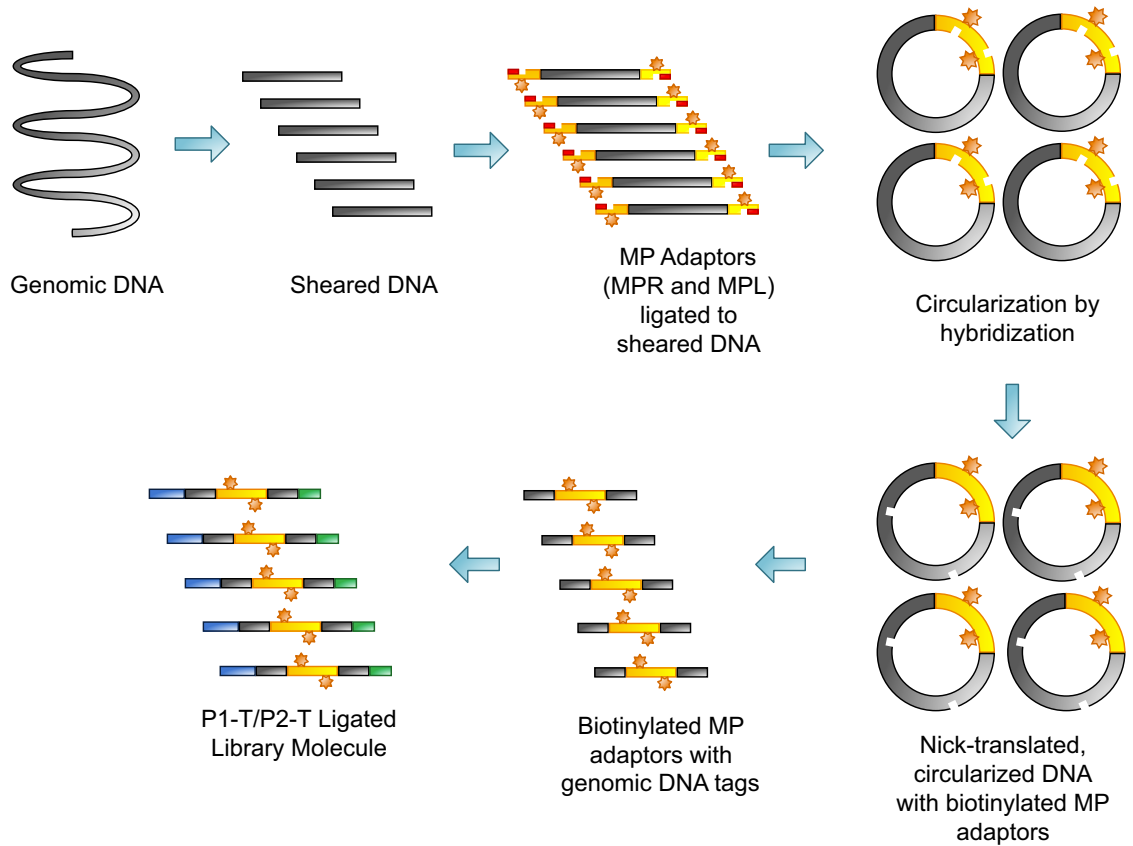 Genomic DNA
Sheared DNA
MP Adaptors
(MPR and MPL)
ligated to
sheared DNA
Circularization by
hybridization
P1-T/P2-T Ligated
Library Molecule
Biotinylated MP
adaptors with
genomic DNA tags
Nick-translated,
circularized DNA
with biotinylated MP
adaptors